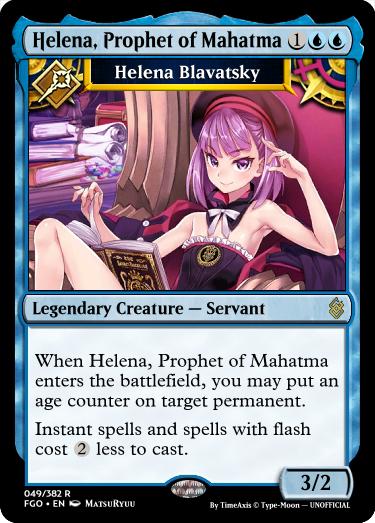 Helena, Prophet of Mahatma 1
Helena Blavatsky
Legendary Creature — Servant
When Helena, Prophet of Mahatma
enters the battlefield, you may put an
age counter on target permanent.
Instant spells and spells with flash
cost 2 less to cast.
3/2
049/382 R
FGO • EN MatsuRyuu
By TimeAxis © Type-Moon — UNOFFICIAL